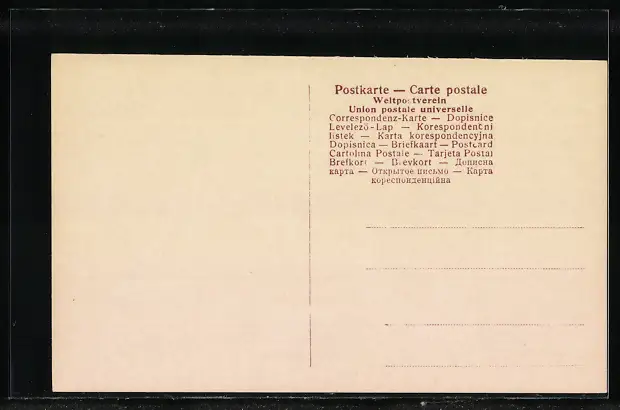 Postkarte — Carte postale
Weltpostverein
Union postale universelle
Correspondenz-Karte — Dopisnice
Levelező-Lap — Korespondenční
lístek — Karta korespondencyjna
Dopisnica — Briefkaart — Postcard
Cartolina Postale — Tarjeta Postal
Brefkort — Brevkort — Дописна
карта — Открытое письмо — Карта
кореспонденційна